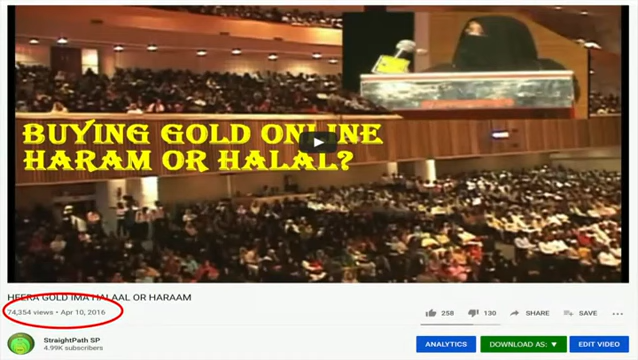 BUYING GOLD ONLINE
HARAM OR HALAL?
HEERA GOLD IMA HALAAL OR HARAAM
74,354 views • Apr 10, 2016
258
130
SHARE
SAVE
StraightPath SP
4.99K subscribers
ANALYTICS
DOWNLOAD AS: ▼
EDIT VIDEO